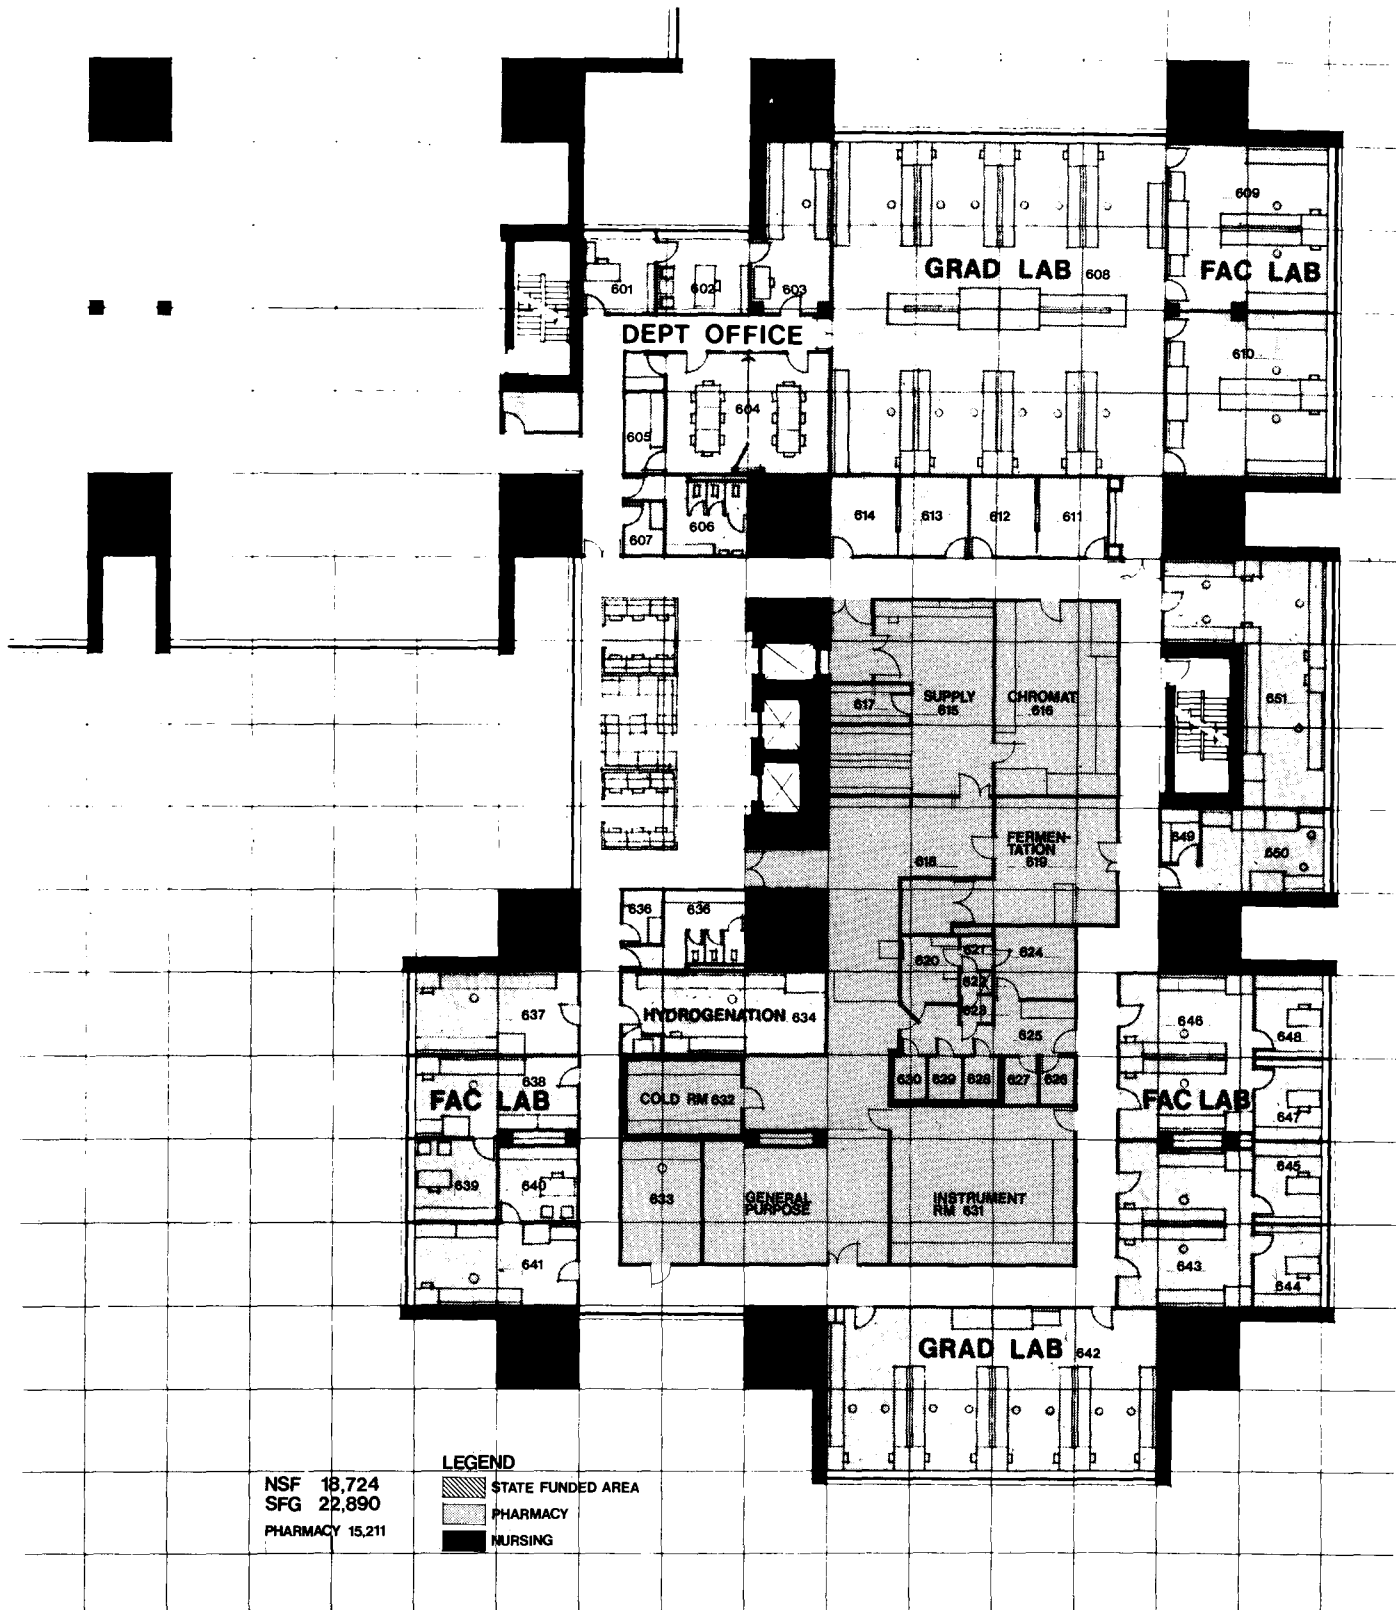 609
GRAD LAB 608
FAC LAB
601
602
603
DEPT OFFICE
610
604
605
606
607
614
613
612
611
651
617
SUPPLY
615
CHROMAT
616
649
650
618
FERMEN-
TATION
619
636
636
620
621
622
623
624
625
637
HYDROGENATION 634
646
648
638
FAC LAB
COLD RM 632
630
629
628
627
626
FAC LAB
647
639
640
633
GENERAL
PURPOSE
INSTRUMENT
RM 631
645
641
643
644
GRAD LAB 642
LEGEND
NSF 18,724
STATE FUNDED AREA
SFG 22,890
PHARMACY
PHARMACY 15,211
NURSING